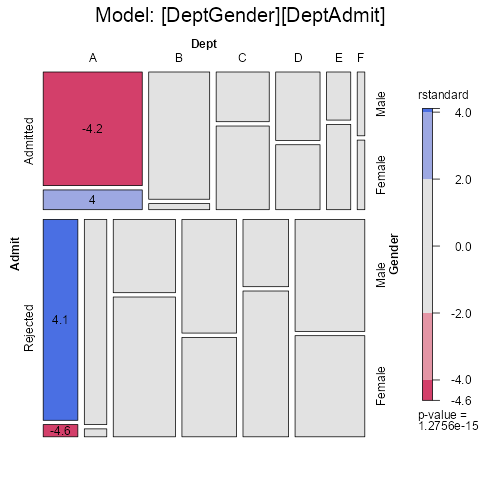 Model: [DeptGender][DeptAdmit]
Dept
A B C D E F
Admit
Admitted
Rejected
-4.2
4
4.1
-4.6
Male
Female
Male
Female
Gender
rstandard
4.0
2.0
0.0
-2.0
-4.0
-4.6
p-value =
1.2756e-15